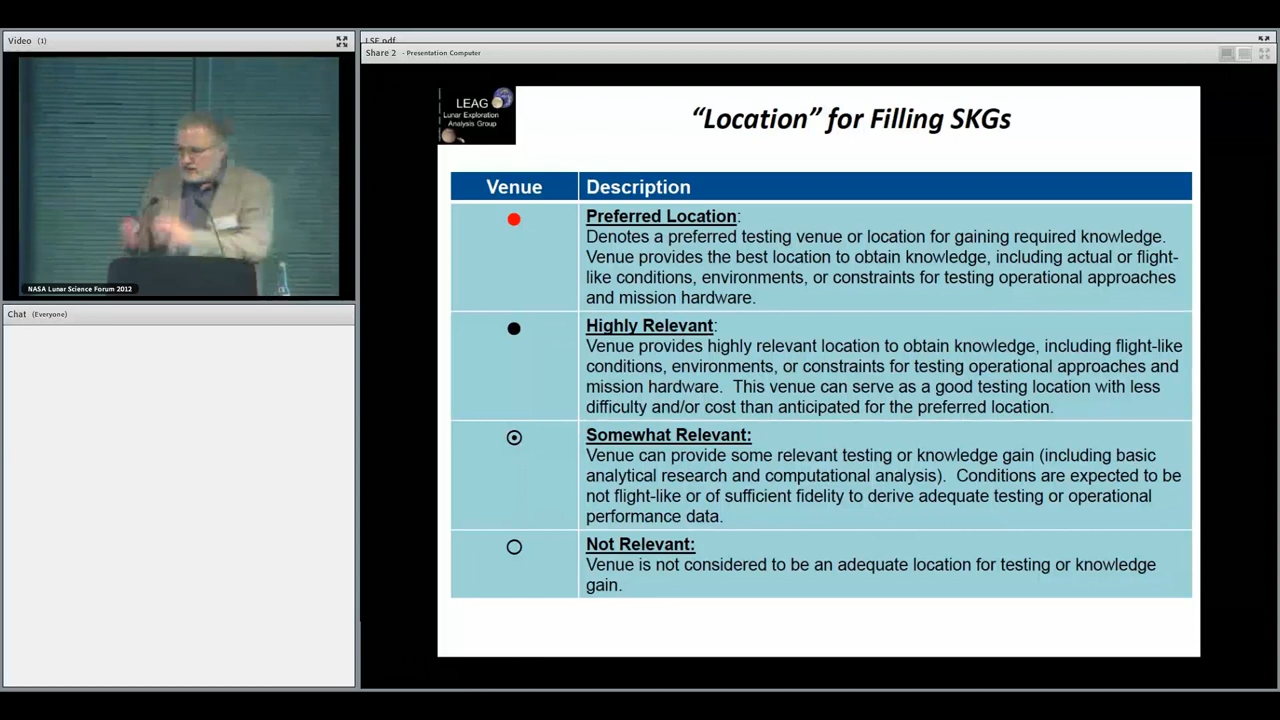 Video (1)
NASA Lunar Science Forum 2012
Chat (Everyone)
LSF.pdf
Share 2 - Presentation Computer
LEAG
Lunar Exploration
Analysis Group
“Location” for Filling SKGs
Venue Description
Preferred Location:
Denotes a preferred testing venue or location for gaining required knowledge.
Venue provides the best location to obtain knowledge, including actual or flight-
like conditions, environments, or constraints for testing operational approaches
and mission hardware.
Highly Relevant:
Venue provides highly relevant location to obtain knowledge, including flight-like
conditions, environments, or constraints for testing operational approaches and
mission hardware. This venue can serve as a good testing location with less
difficulty and/or cost than anticipated for the preferred location.
Somewhat Relevant:
Venue can provide some relevant testing or knowledge gain (including basic
analytical research and computational analysis). Conditions are expected to be
not flight-like or of sufficient fidelity to derive adequate testing or operational
performance data.
Not Relevant:
Venue is not considered to be an adequate location for testing or knowledge
gain.